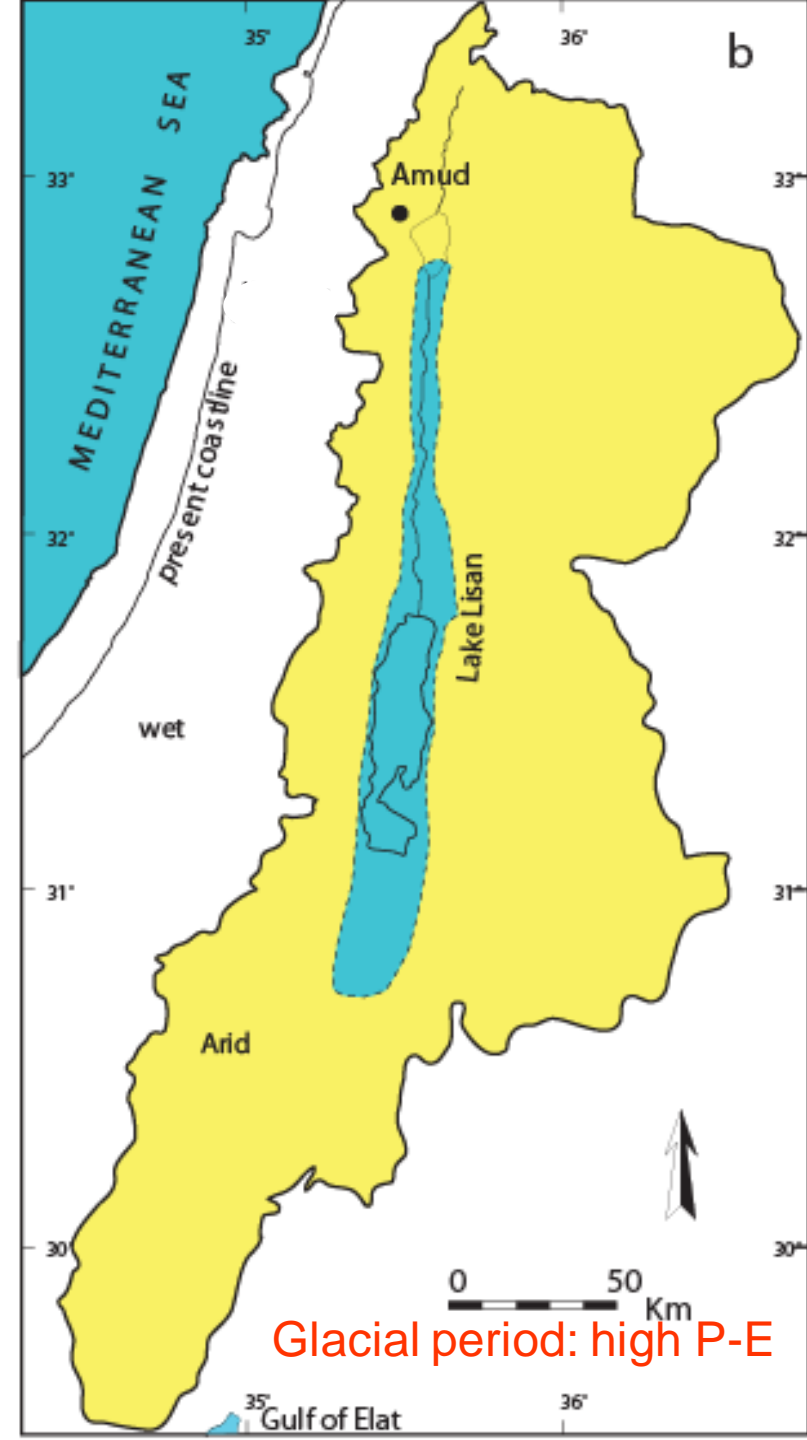 35°
36°
b
MEDITERRANEAN SEA
33°
Amud
33°
present coastline
32°
32°
Lake Lisan
wet
31°
31°
Arid
30°
30°
0 50
Km
Glacial period: high P-E
35°
36°
Gulf of Elat